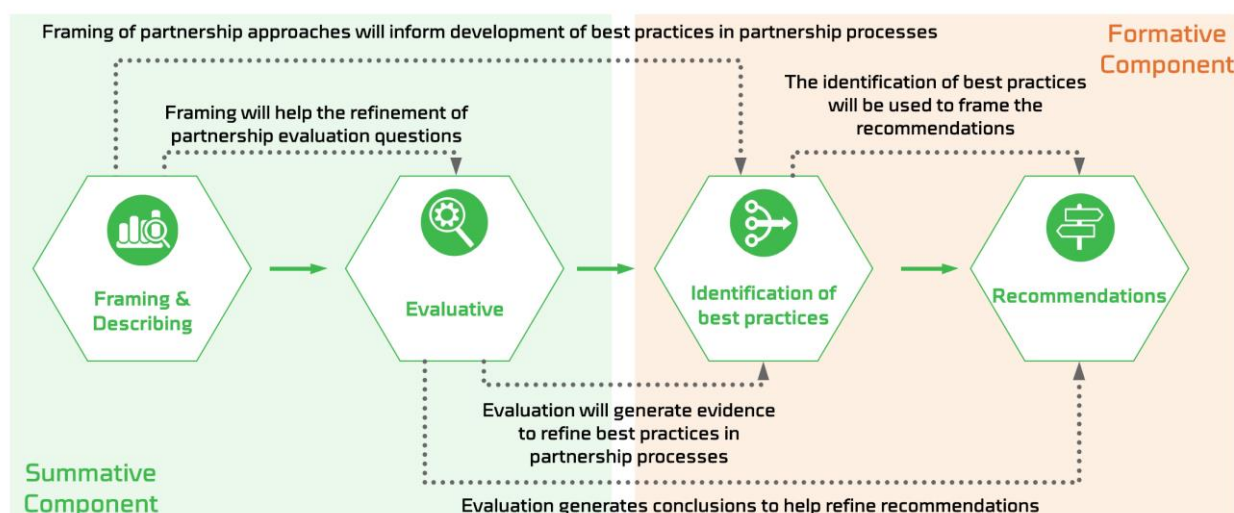 Framing of partnership approaches will inform development of best practices in partnership processes
Formative
Component
The identification of best practices
will be used to frame the
recommendations
Framing will help the refinement of
partnership evaluation questions
Framing &
Describing
Evaluative
Identification of
best practices
Recommendations
Evaluation will generate evidence
to refine best practices in
partnership processes
Summative
Component
Evaluation generates conclusions to help refine recommendations